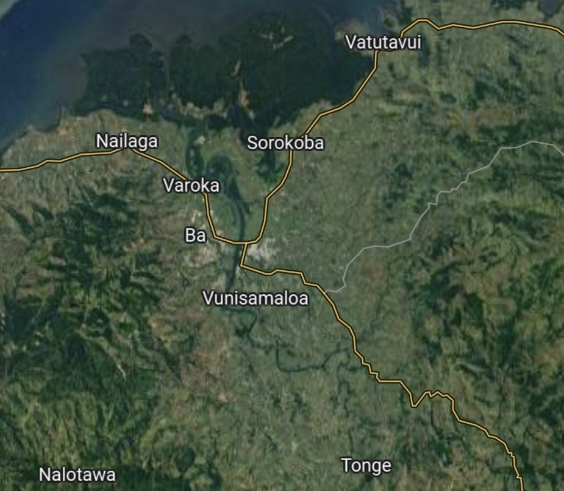 Vatutavui
Nailaga
Sorokoba
Varoka
Ba
Vunisamaloa
Tonge
Nalotawa